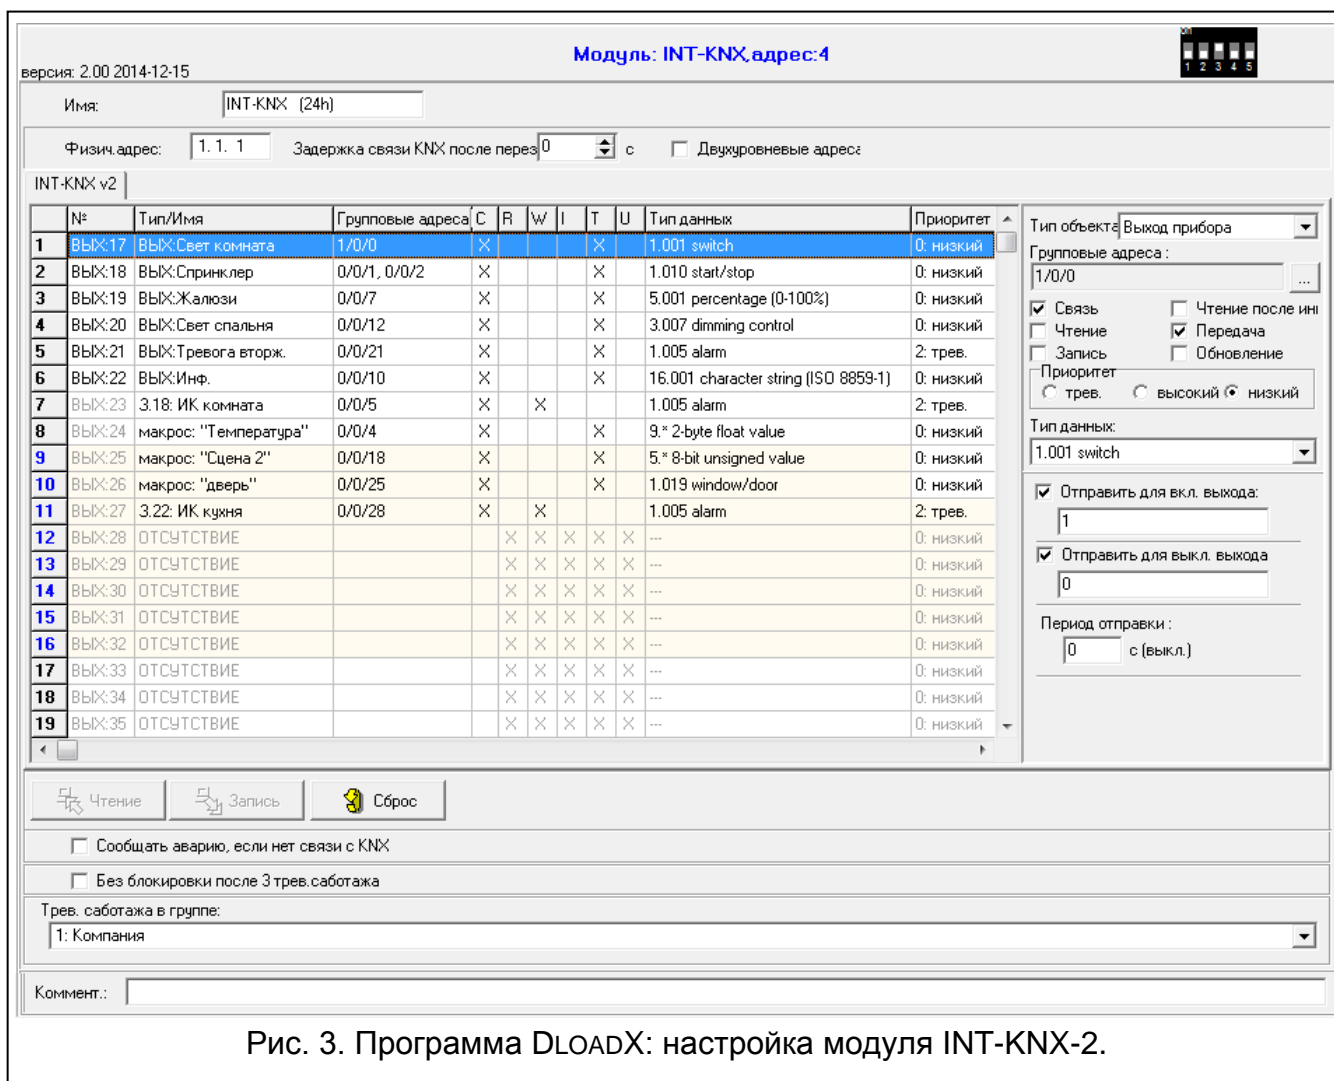 Модуль: INT-KNX,адрес:4
on
1 2 3 4 5
версия: 2.00 2014-12-15
Имя: INT-KNX (24h)
Физич.адрес: 1. 1. 1 Задержка связи KNX после перез 0 с Двухуровневые адреса
INT-KNX v2
№ Тип/Имя Групповые адреса C R W I T U Тип данных Приоритет
1 ВЫХ:17 ВЫХ:Свет комната 1/0/0 X X 1.001 switch 0: низкий
2 ВЫХ:18 ВЫХ:Спринклер 0/0/1, 0/0/2 X X 1.010 start/stop 0: низкий
3 ВЫХ:19 ВЫХ:Жалюзи 0/0/7 X X 5.001 percentage (0-100%) 0: низкий
4 ВЫХ:20 ВЫХ:Свет спальня 0/0/12 X X 3.007 dimming control 0: низкий
5 ВЫХ:21 ВЫХ:Тревога вторж. 0/0/21 X X 1.005 alarm 2: трев.
6 ВЫХ:22 ВЫХ:Инф. 0/0/10 X X 16.001 character string (ISO 8859-1) 0: низкий
7 ВЫХ:23 3.18: ИК комната 0/0/5 X X 1.005 alarm 2: трев.
8 ВЫХ:24 макрос: "Температура" 0/0/4 X X 9.* 2-byte float value 0: низкий
9 ВЫХ:25 макрос: "Сцена 2" 0/0/18 X X 5.* 8-bit unsigned value 0: низкий
10 ВЫХ:26 макрос: "дверь" 0/0/25 X X 1.019 window/door 0: низкий
11 ВЫХ:27 3.22: ИК кухня 0/0/28 X X 1.005 alarm 2: трев.
12 ВЫХ:28 ОТСУТСТВИЕ X X X X X --- 0: низкий
13 ВЫХ:29 ОТСУТСТВИЕ X X X X X --- 0: низкий
14 ВЫХ:30 ОТСУТСТВИЕ X X X X X --- 0: низкий
15 ВЫХ:31 ОТСУТСТВИЕ X X X X X --- 0: низкий
16 ВЫХ:32 ОТСУТСТВИЕ X X X X X --- 0: низкий
17 ВЫХ:33 ОТСУТСТВИЕ X X X X X --- 0: низкий
18 ВЫХ:34 ОТСУТСТВИЕ X X X X X --- 0: низкий
19 ВЫХ:35 ОТСУТСТВИЕ X X X X X --- 0: низкий
Тип объекта Выход прибора
Групповые адреса :
1/0/0 ...
Связь Чтение после ини
Чтение Передача
Запись Обновление
Приоритет
трев. высокий низкий
Тип данных:
1.001 switch
Отправить для вкл. выхода:
1
Отправить для выкл. выхода
0
Период отправки :
0 с (выкл.)
Чтение Запись Сброс
Сообщать аварию, если нет связи с KNX
Без блокировки после 3 трев.саботажа
Трев. саботажа в группе:
1: Компания
Коммент.:
Рис. 3. Программа DLOADX: настройка модуля INT-KNX-2.